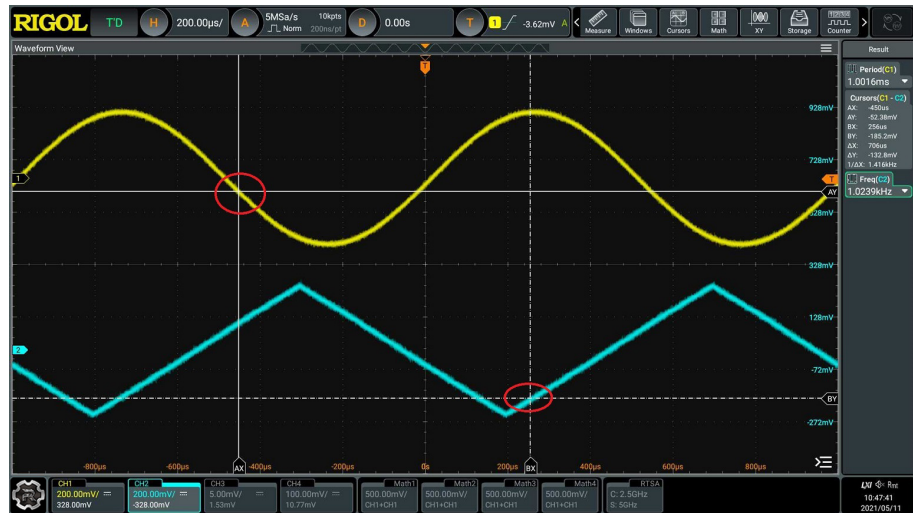 RIGOL T'D H 200.00μs/ A 5MSa/s 10kpts Norm 200ns/pt D 0.00s T 1 -3.62mV A < Measure Windows Cursors Math XY Storage Counter >
Waveform View
T
Result
Period(C1)
1.0016ms
Cursors(C1 - C2)
AX: -450us
AY: -52.38mV
BX: 256us
BY: -185.2mV
ΔX: 706us
ΔY: -132.8mV
1/ΔX: 1.416kHz
Freq(C2)
1.0239kHz
928mV
728mV
1
T
AY
528mV
328mV
128mV
2
-72mV
BY
-272mV
-800μs -600μs AX -400μs -200μs 0s 200μs BX 400μs 600μs 800μs
CH1 CH2 CH3 CH4 Math1 Math2 Math3 Math4 RTSA
200.00mV/ 200.00mV/ 5.00mV/ 100.00mV/ 500.00mV/ 500.00mV/ 500.00mV/ 500.00mV/ C: 2.5GHz
328.00mV -328.00mV 1.53mV 10.77mV CH1+CH1 CH1+CH1 CH1+CH1 CH1+CH1 S: 5GHz
LXI Rmt
10:47:41
2021/05/11